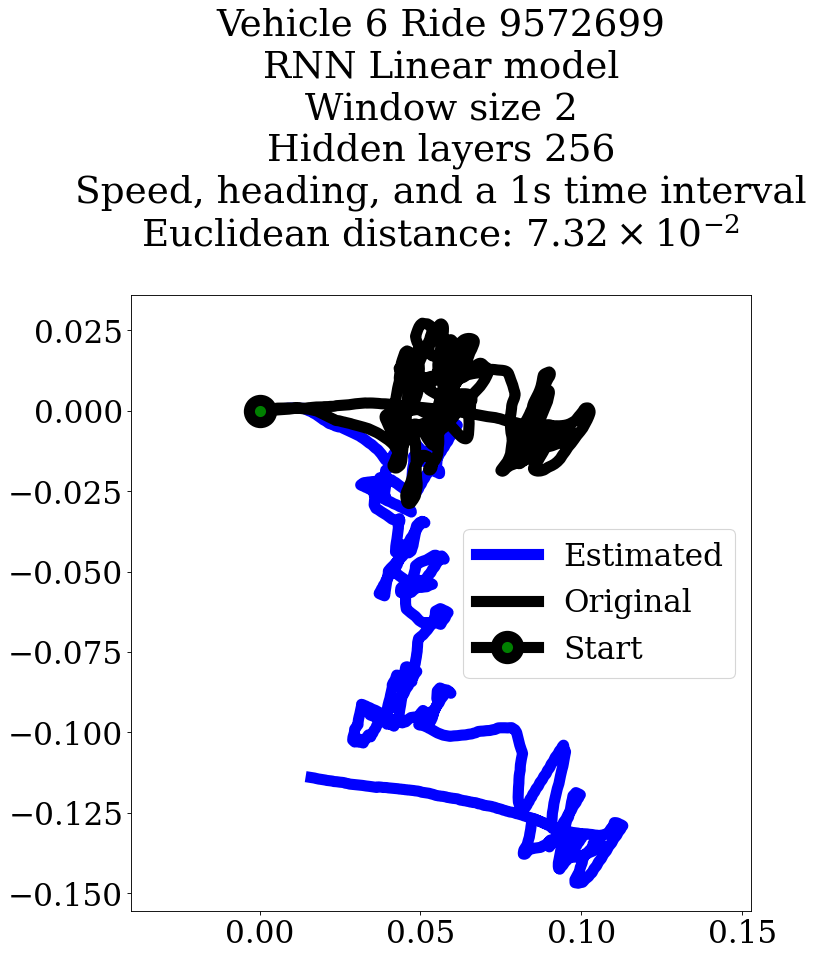 Vehicle 6 Ride 9572699
RNN Linear model
Window size 2
Hidden layers 256
Speed, heading, and a 1s time interval
Euclidean distance: 7.32 × 10⁻²
0.025
0.000
−0.025
−0.050
−0.075
−0.100
−0.125
−0.150
Estimated
Original
Start
0.00 0.05 0.10 0.15